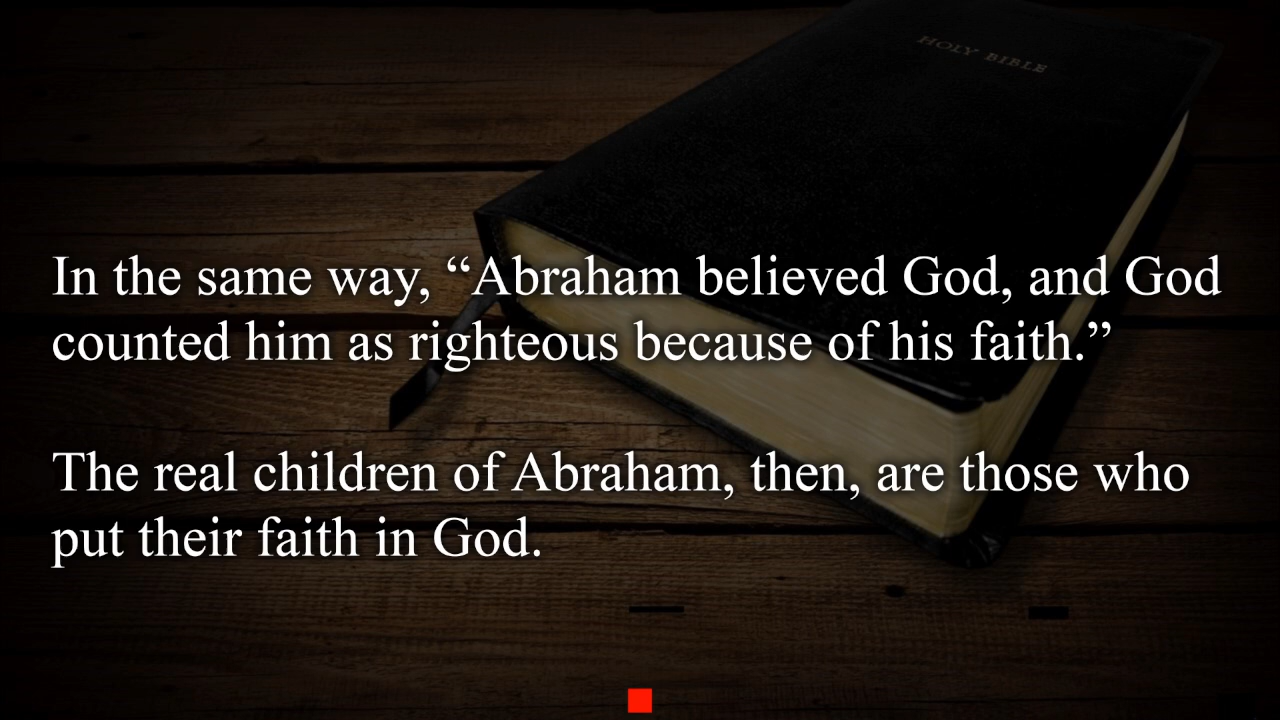 HOLY BIBLE
In the same way, “Abraham believed God, and God
counted him as righteous because of his faith.”
The real children of Abraham, then, are those who
put their faith in God.